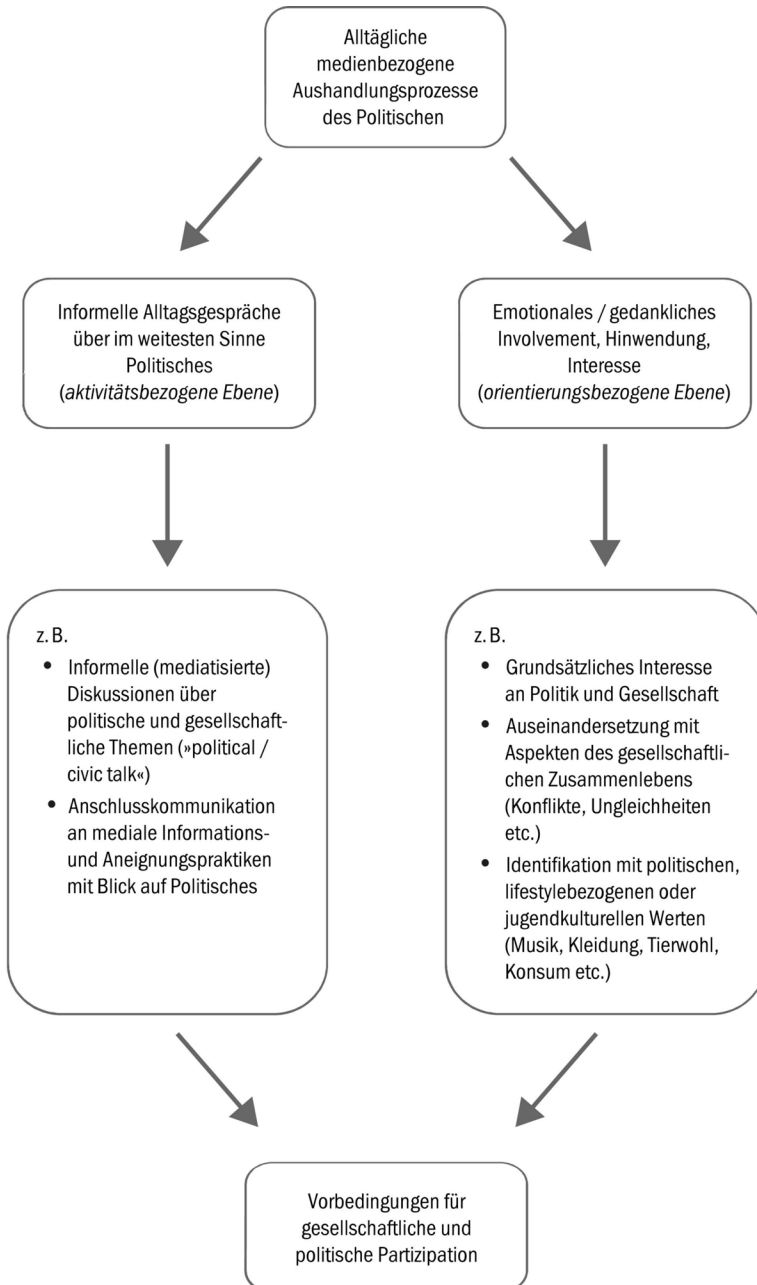 Alltägliche
medienbezogene
Aushandlungsprozesse
des Politischen
Informelle Alltagsgespräche
über im weitesten Sinne
Politisches
(aktivitätsbezogene Ebene)
Emotionales / gedankliches
Involvement, Hinwendung,
Interesse
(orientierungsbezogene Ebene)
z. B.
• Informelle (mediatisierte)
Diskussionen über
politische und gesellschaft-
liche Themen (»political /
civic talk«)
• Anschlusskommunikation
an mediale Informations-
und Aneignungspraktiken
mit Blick auf Politisches
z. B.
• Grundsätzliches Interesse
an Politik und Gesellschaft
• Auseinandersetzung mit
Aspekten des gesellschaftli-
chen Zusammenlebens
(Konflikte, Ungleichheiten
etc.)
• Identifikation mit politischen,
lifestylebezogenen oder
jugendkulturellen Werten
(Musik, Kleidung, Tierwohl,
Konsum etc.)
Vorbedingungen für
gesellschaftliche und
politische Partizipation